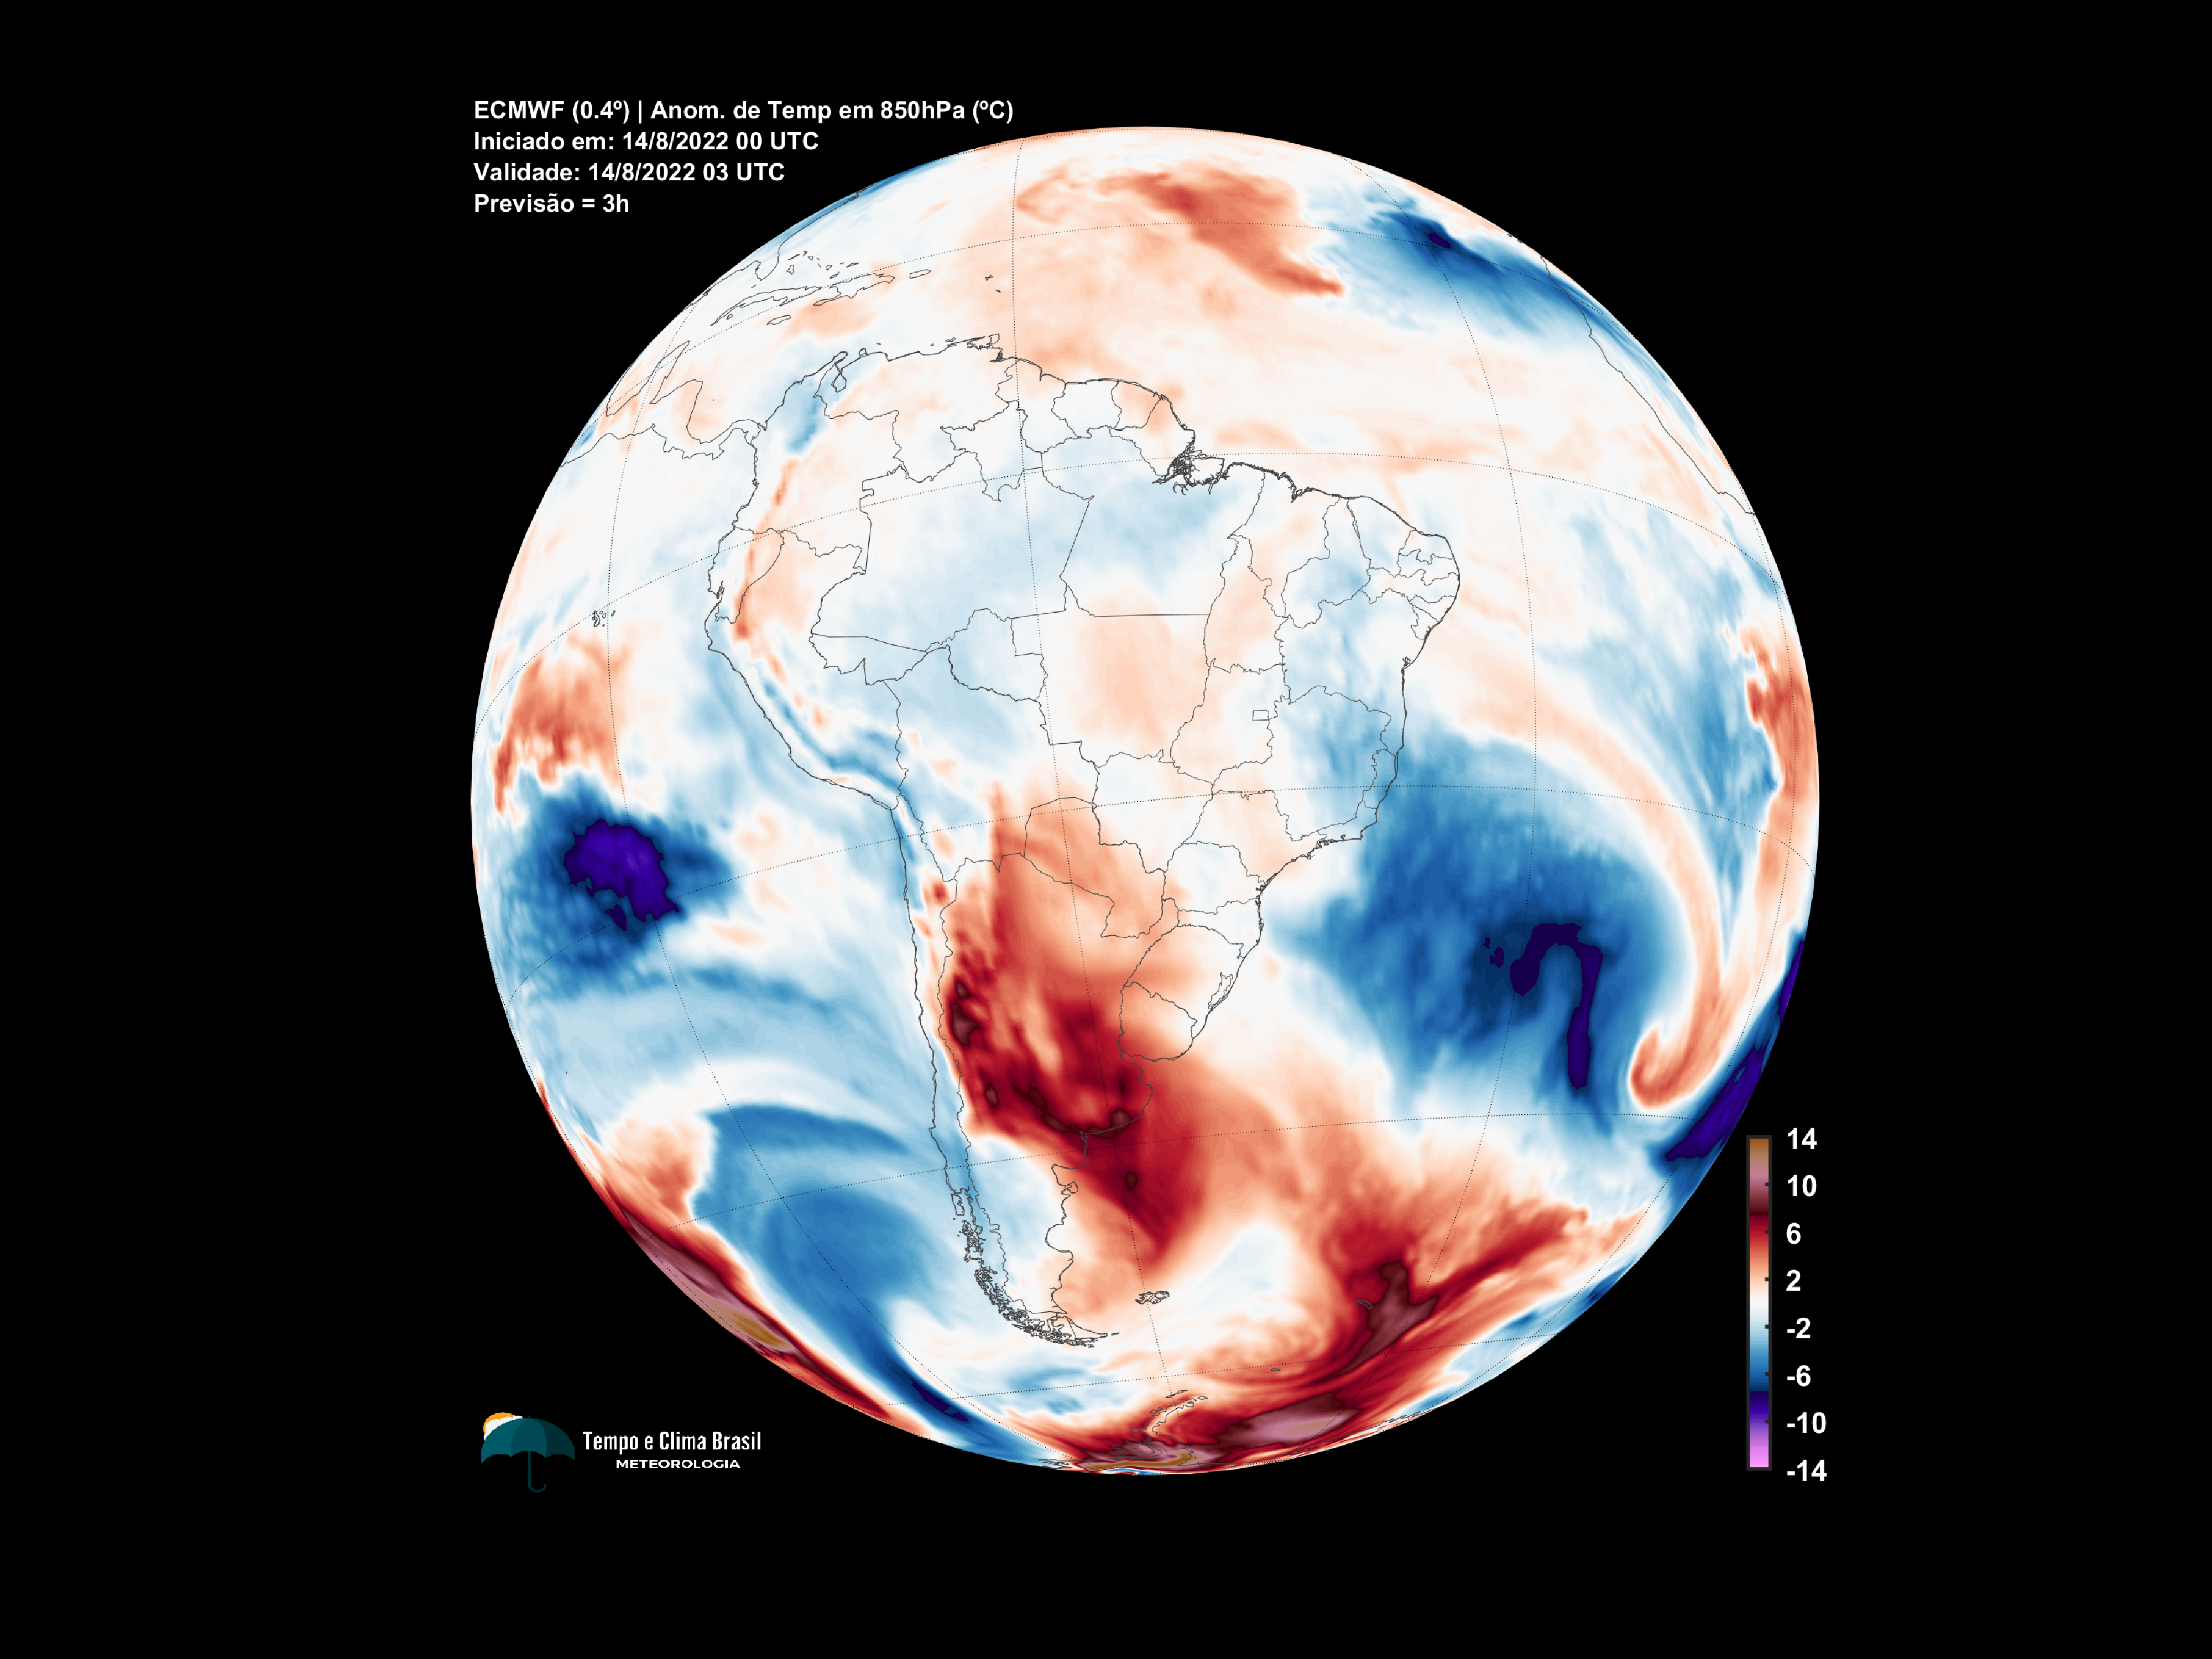 ECMWF (0.4º) | Anom. de Temp em 850hPa (ºC)
Iniciado em: 14/8/2022 00 UTC
Validade: 14/8/2022 03 UTC
Previsão = 3h
14
10
6
2
-2
-6
-10
-14
Tempo e Clima Brasil
METEOROLOGIA